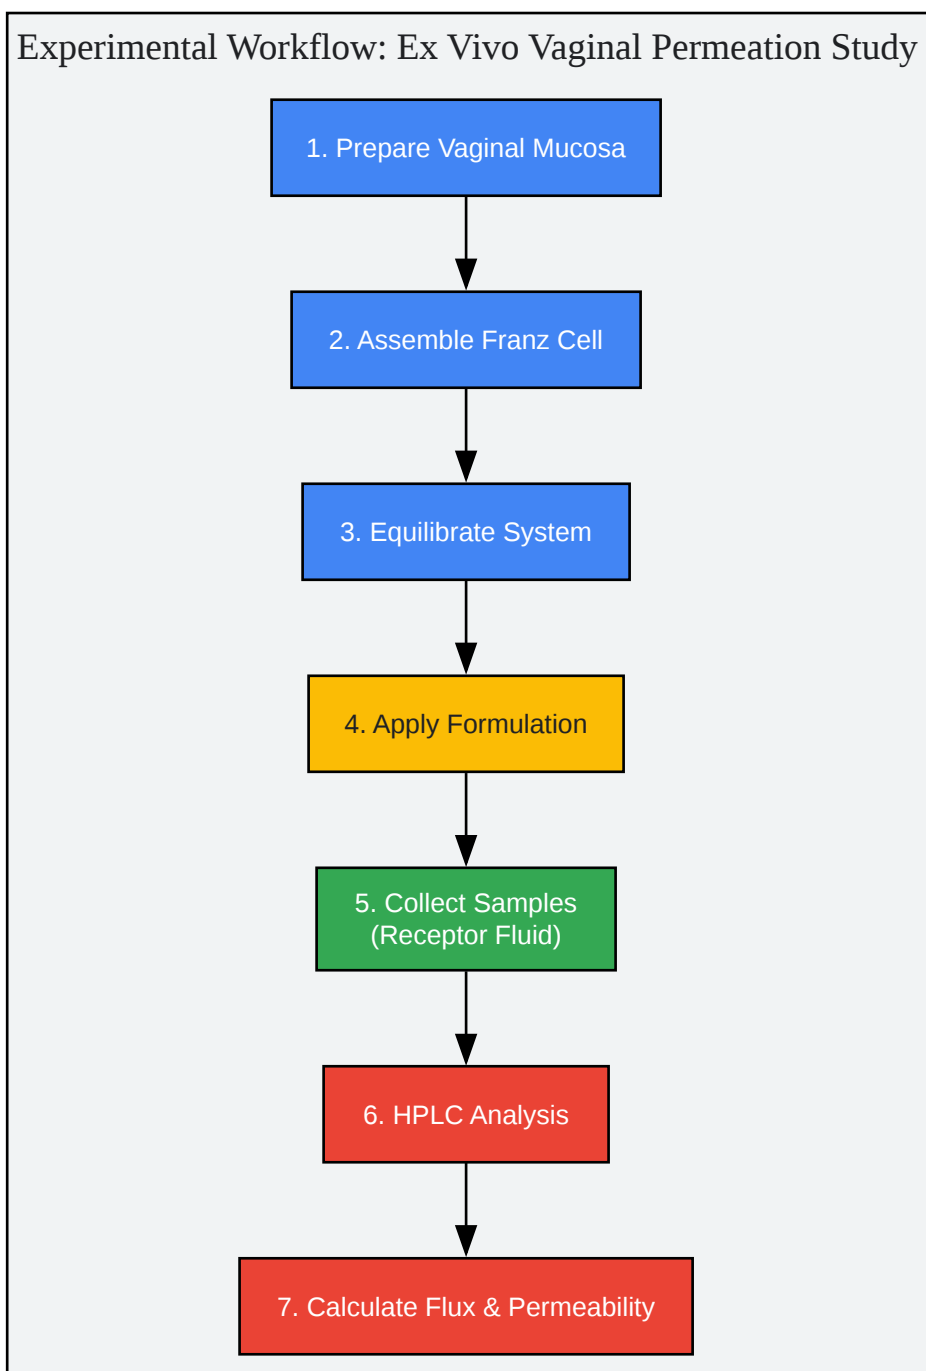 Experimental Workflow: Ex Vivo Vaginal Permeation Study
1. Prepare Vaginal Mucosa
2. Assemble Franz Cell
3. Equilibrate System
4. Apply Formulation
5. Collect Samples
(Receptor Fluid)
6. HPLC Analysis
7. Calculate Flux & Permeability